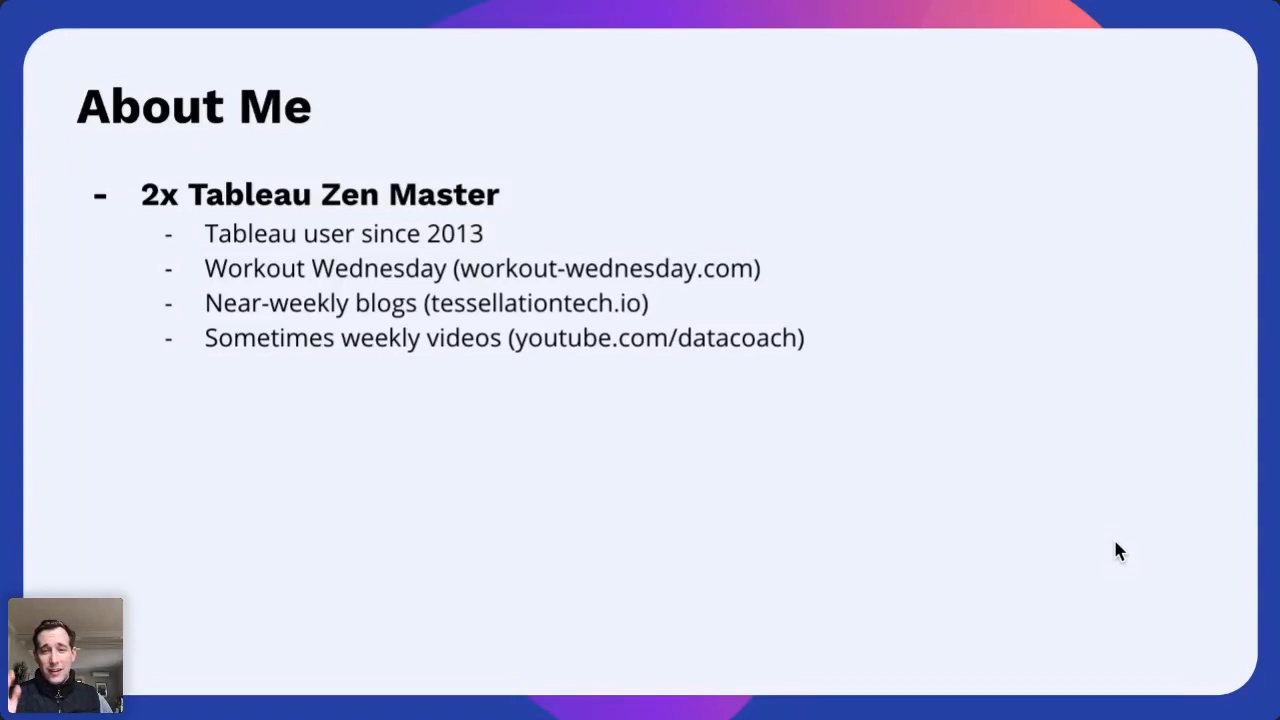 About Me
- 2x Tableau Zen Master
- Tableau user since 2013
- Workout Wednesday (workout-wednesday.com)
- Near-weekly blogs (tessellationtech.io)
- Sometimes weekly videos (youtube.com/datacoach)